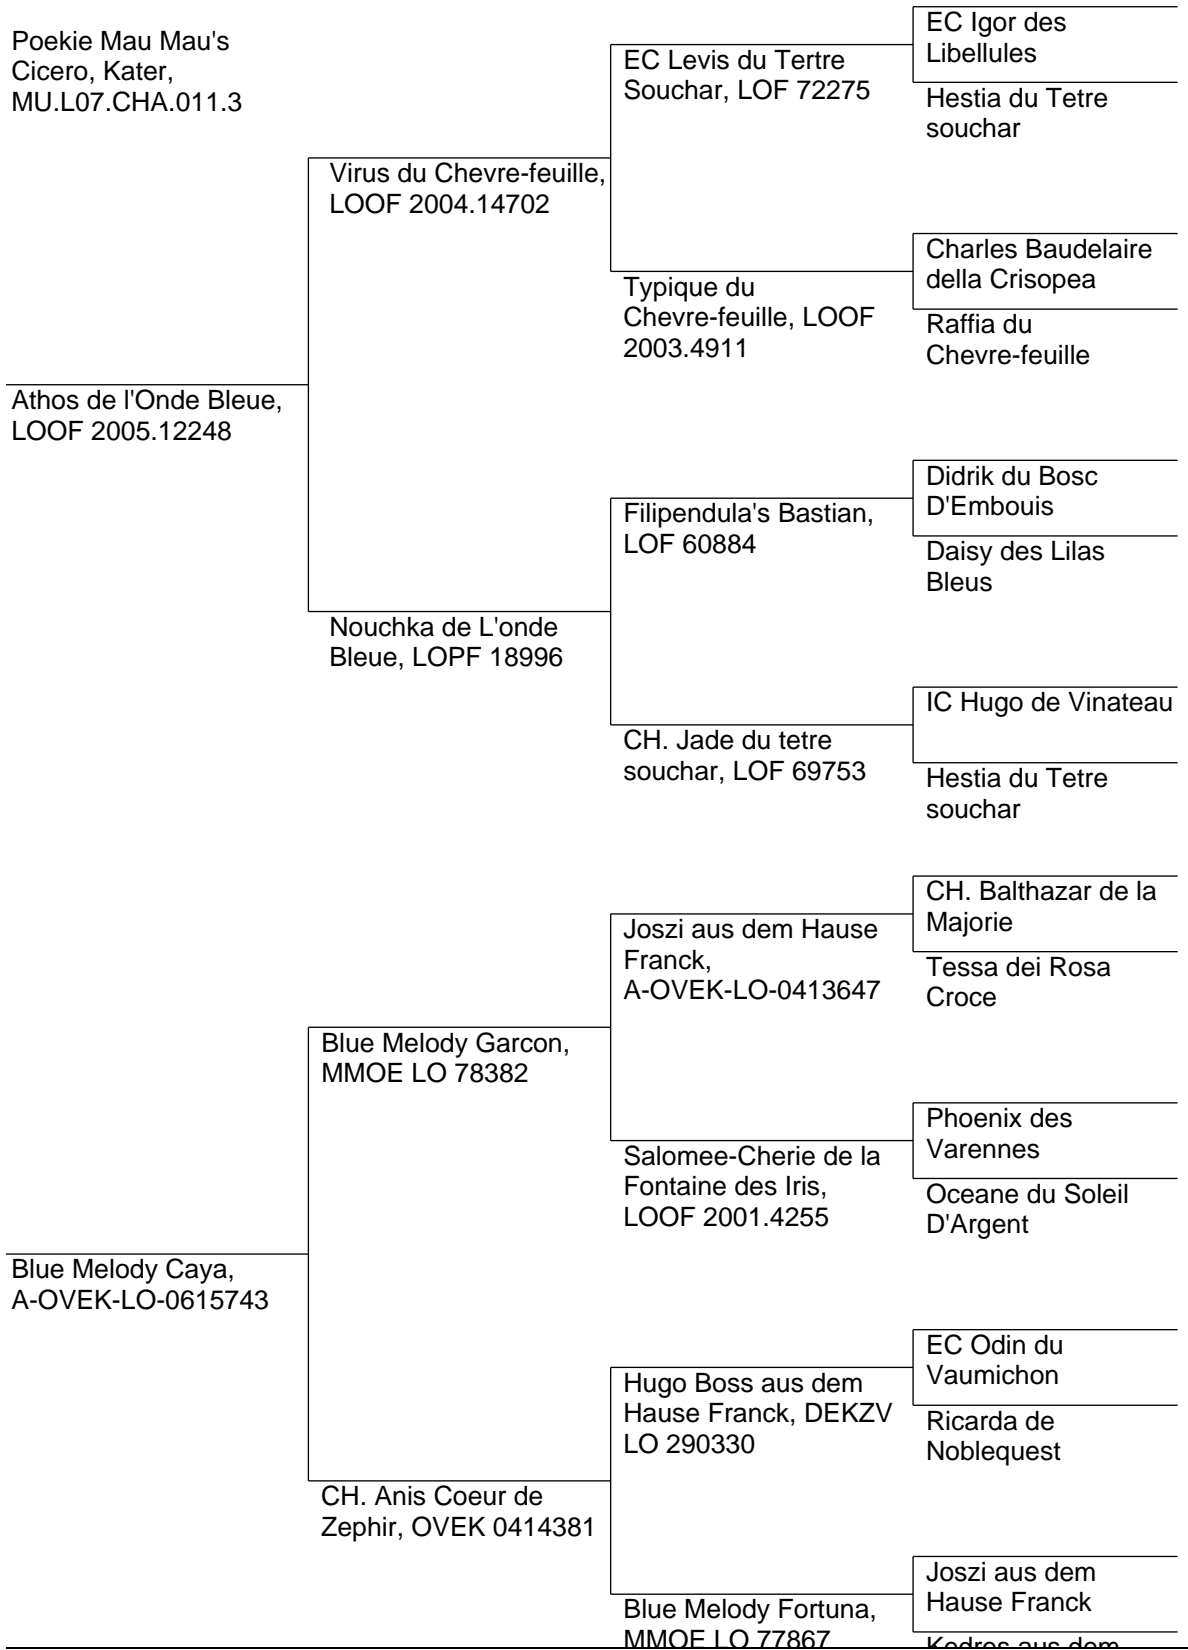 Poekie Mau Mau's
Cicero, Kater,
MU.L07.CHA.011.3
Athos de l'Onde Bleue,
LOOF 2005.12248
Blue Melody Caya,
A-OVEK-LO-0615743
Virus du Chevre-feuille,
LOOF 2004.14702
Nouchka de L'onde
Bleue, LOPF 18996
Blue Melody Garcon,
MMOE LO 78382
CH. Anis Coeur de
Zephir, OVEK 0414381
EC Levis du Tertre
Souchar, LOF 72275
Typique du
Chevre-feuille, LOOF
2003.4911
Filipendula's Bastian,
LOF 60884
CH. Jade du tetre
souchar, LOF 69753
Joszi aus dem Hause
Franck,
A-OVEK-LO-0413647
Salomee-Cherie de la
Fontaine des Iris,
LOOF 2001.4255
Hugo Boss aus dem
Hause Franck, DEKZV
LO 290330
Blue Melody Fortuna,
MMOE LO 77867
EC Igor des
Libellules
Hestia du Tetre
souchar
Charles Baudelaire
della Crisopea
Raffia du
Chevre-feuille
Didrik du Bosc
D'Embouis
Daisy des Lilas
Bleus
IC Hugo de Vinateau
Hestia du Tetre
souchar
CH. Balthazar de la
Majorie
Tessa dei Rosa
Croce
Phoenix des
Varennes
Oceane du Soleil
D'Argent
EC Odin du
Vaumichon
Ricarda de
Noblequest
Joszi aus dem
Hause Franck
Kedros aus dem